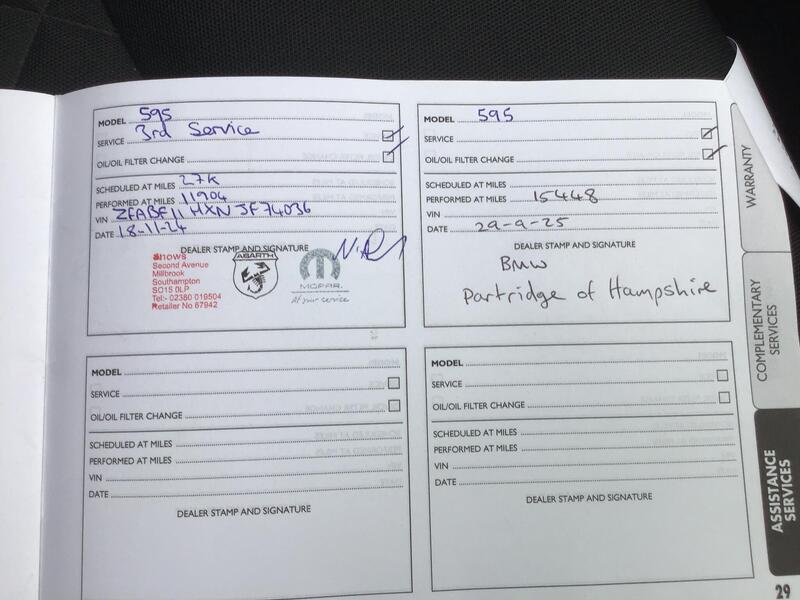 MODEL 595
SERVICE 3rd Service
OIL/OIL FILTER CHANGE
SCHEDULED AT MILES 27K
PERFORMED AT MILES 11904
VIN ZFABF11HXNJF74036
DATE 18-11-24
DEALER STAMP AND SIGNATURE
Snows
Second Avenue
Millbrook
Southampton
SO15 0LP
Tel:- 02380 019504
Retailer No 67942
ABARTH
MOPAR
At your service
MODEL 595
SERVICE
OIL/OIL FILTER CHANGE
SCHEDULED AT MILES
PERFORMED AT MILES 15448
VIN
DATE 29-9-25
DEALER STAMP AND SIGNATURE
BMW
Partridge of Hampshire
MODEL
SERVICE
OIL/OIL FILTER CHANGE
SCHEDULED AT MILES
PERFORMED AT MILES
VIN
DATE
DEALER STAMP AND SIGNATURE
MODEL
SERVICE
OIL/OIL FILTER CHANGE
SCHEDULED AT MILES
PERFORMED AT MILES
VIN
DATE
DEALER STAMP AND SIGNATURE
WARRANTY
COMPLEMENTARY
SERVICES
ASSISTANCE
SERVICES
29